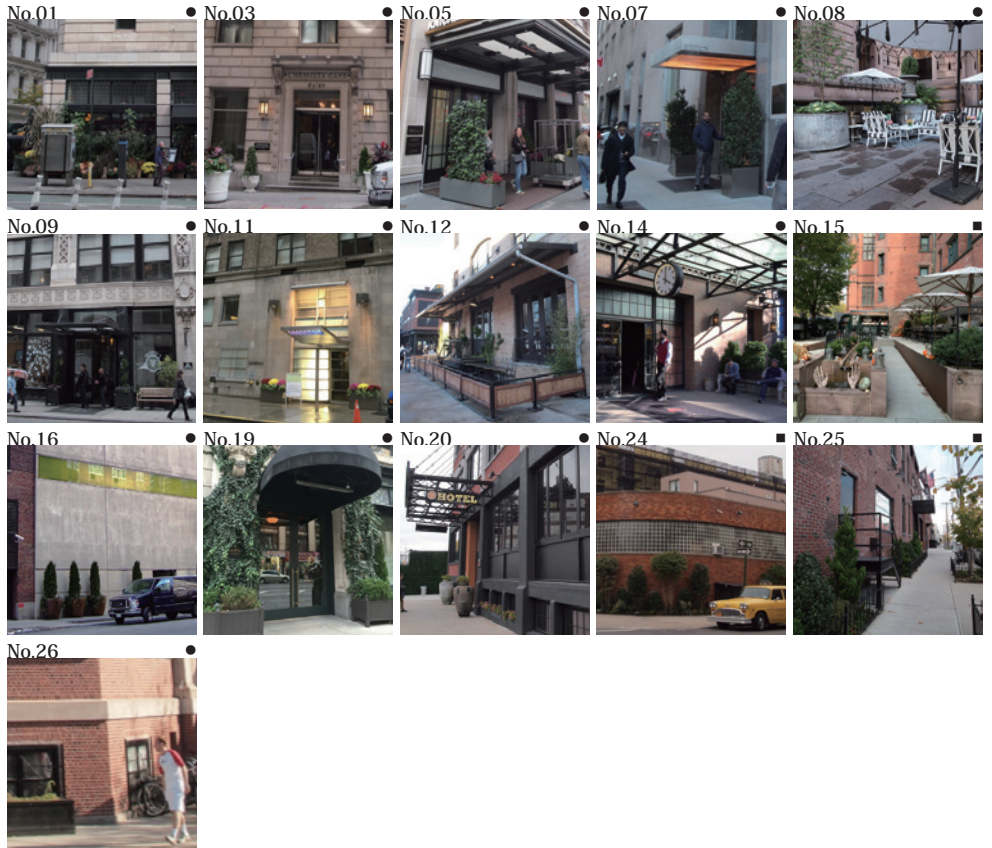 No.01 ● No.03 ● No.05 ● No.07 ● No.08 ●
No.09 ● No.11 ● No.12 ● No.14 ● No.15 ■
No.16 ● No.19 ● No.20 ● No.24 ■ No.25 ■
HOTEL
No.26 ●